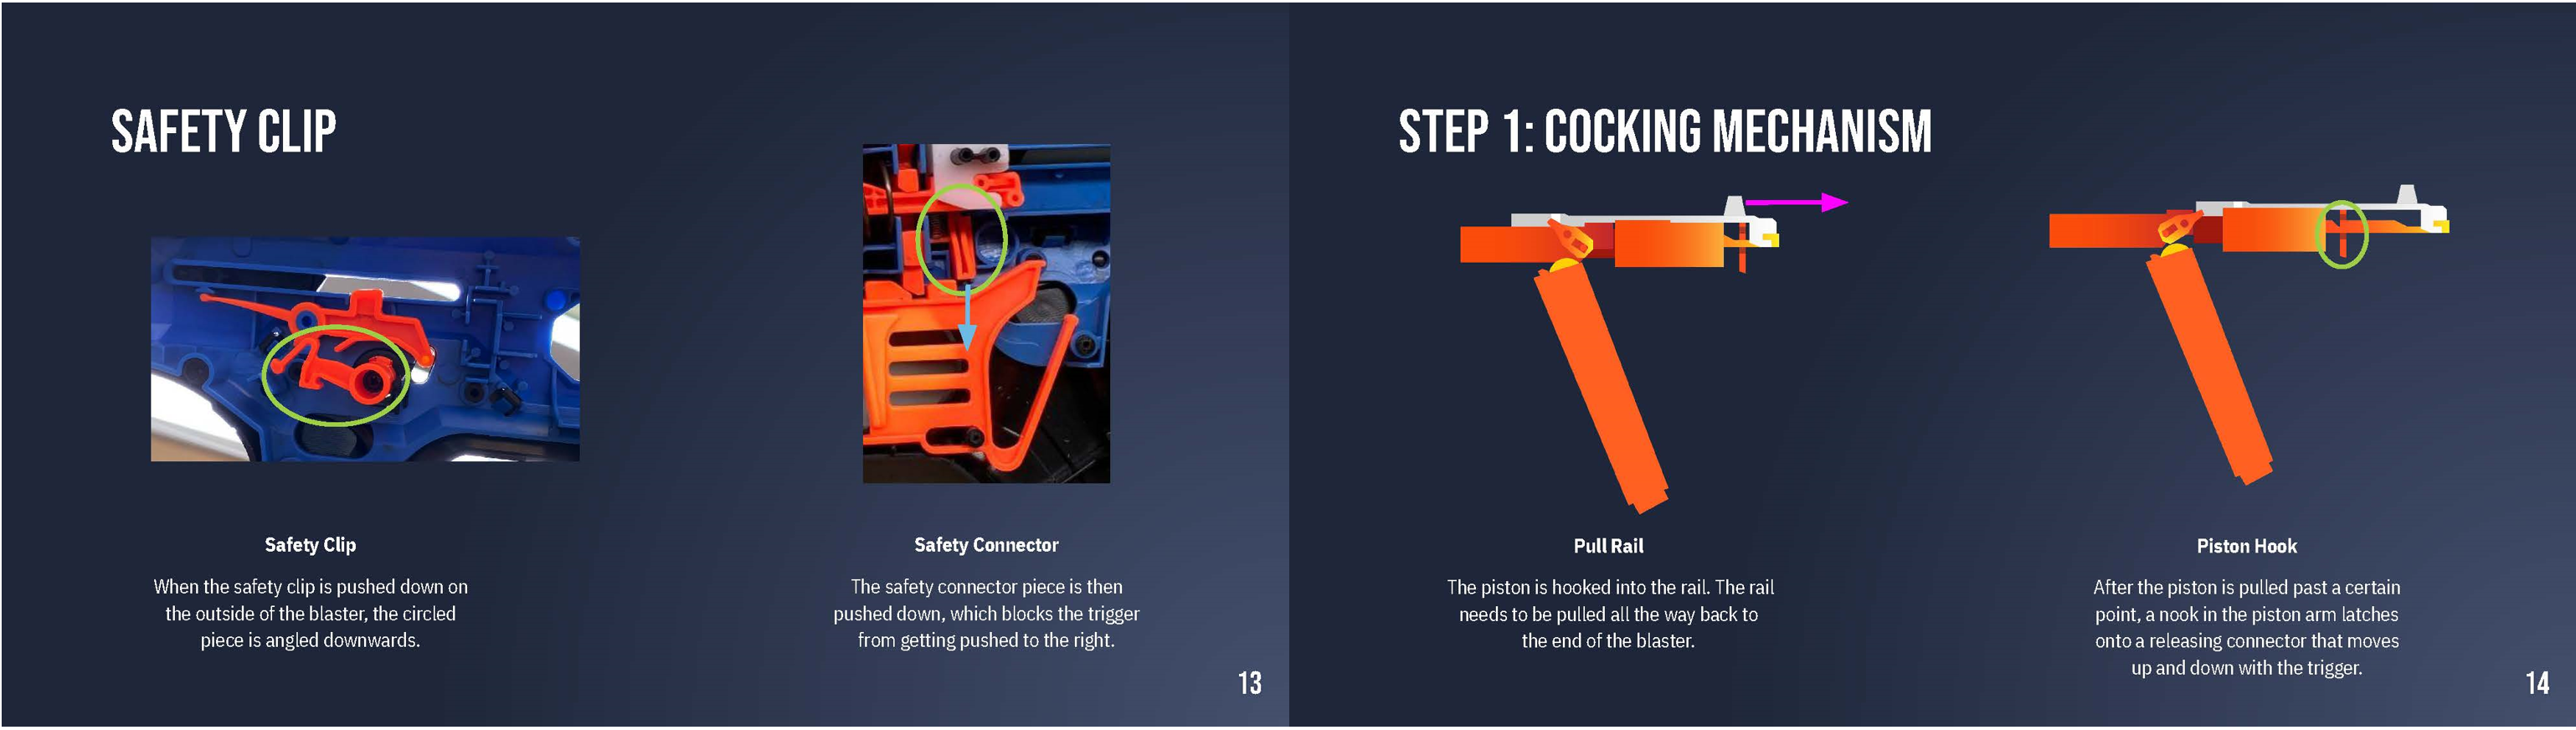 SAFETY CLIP
Safety Clip
When the safety clip is pushed down on
the outside of the blaster, the circled
piece is angled downwards.
Safety Connector
The safety connector piece is then
pushed down, which blocks the trigger
from getting pushed to the right.
13
STEP 1: COCKING MECHANISM
Pull Rail
The piston is hooked into the rail. The rail
needs to be pulled all the way back to
the end of the blaster.
Piston Hook
After the piston is pulled past a certain
point, a nook in the piston arm latches
onto a releasing connector that moves
up and down with the trigger.
14